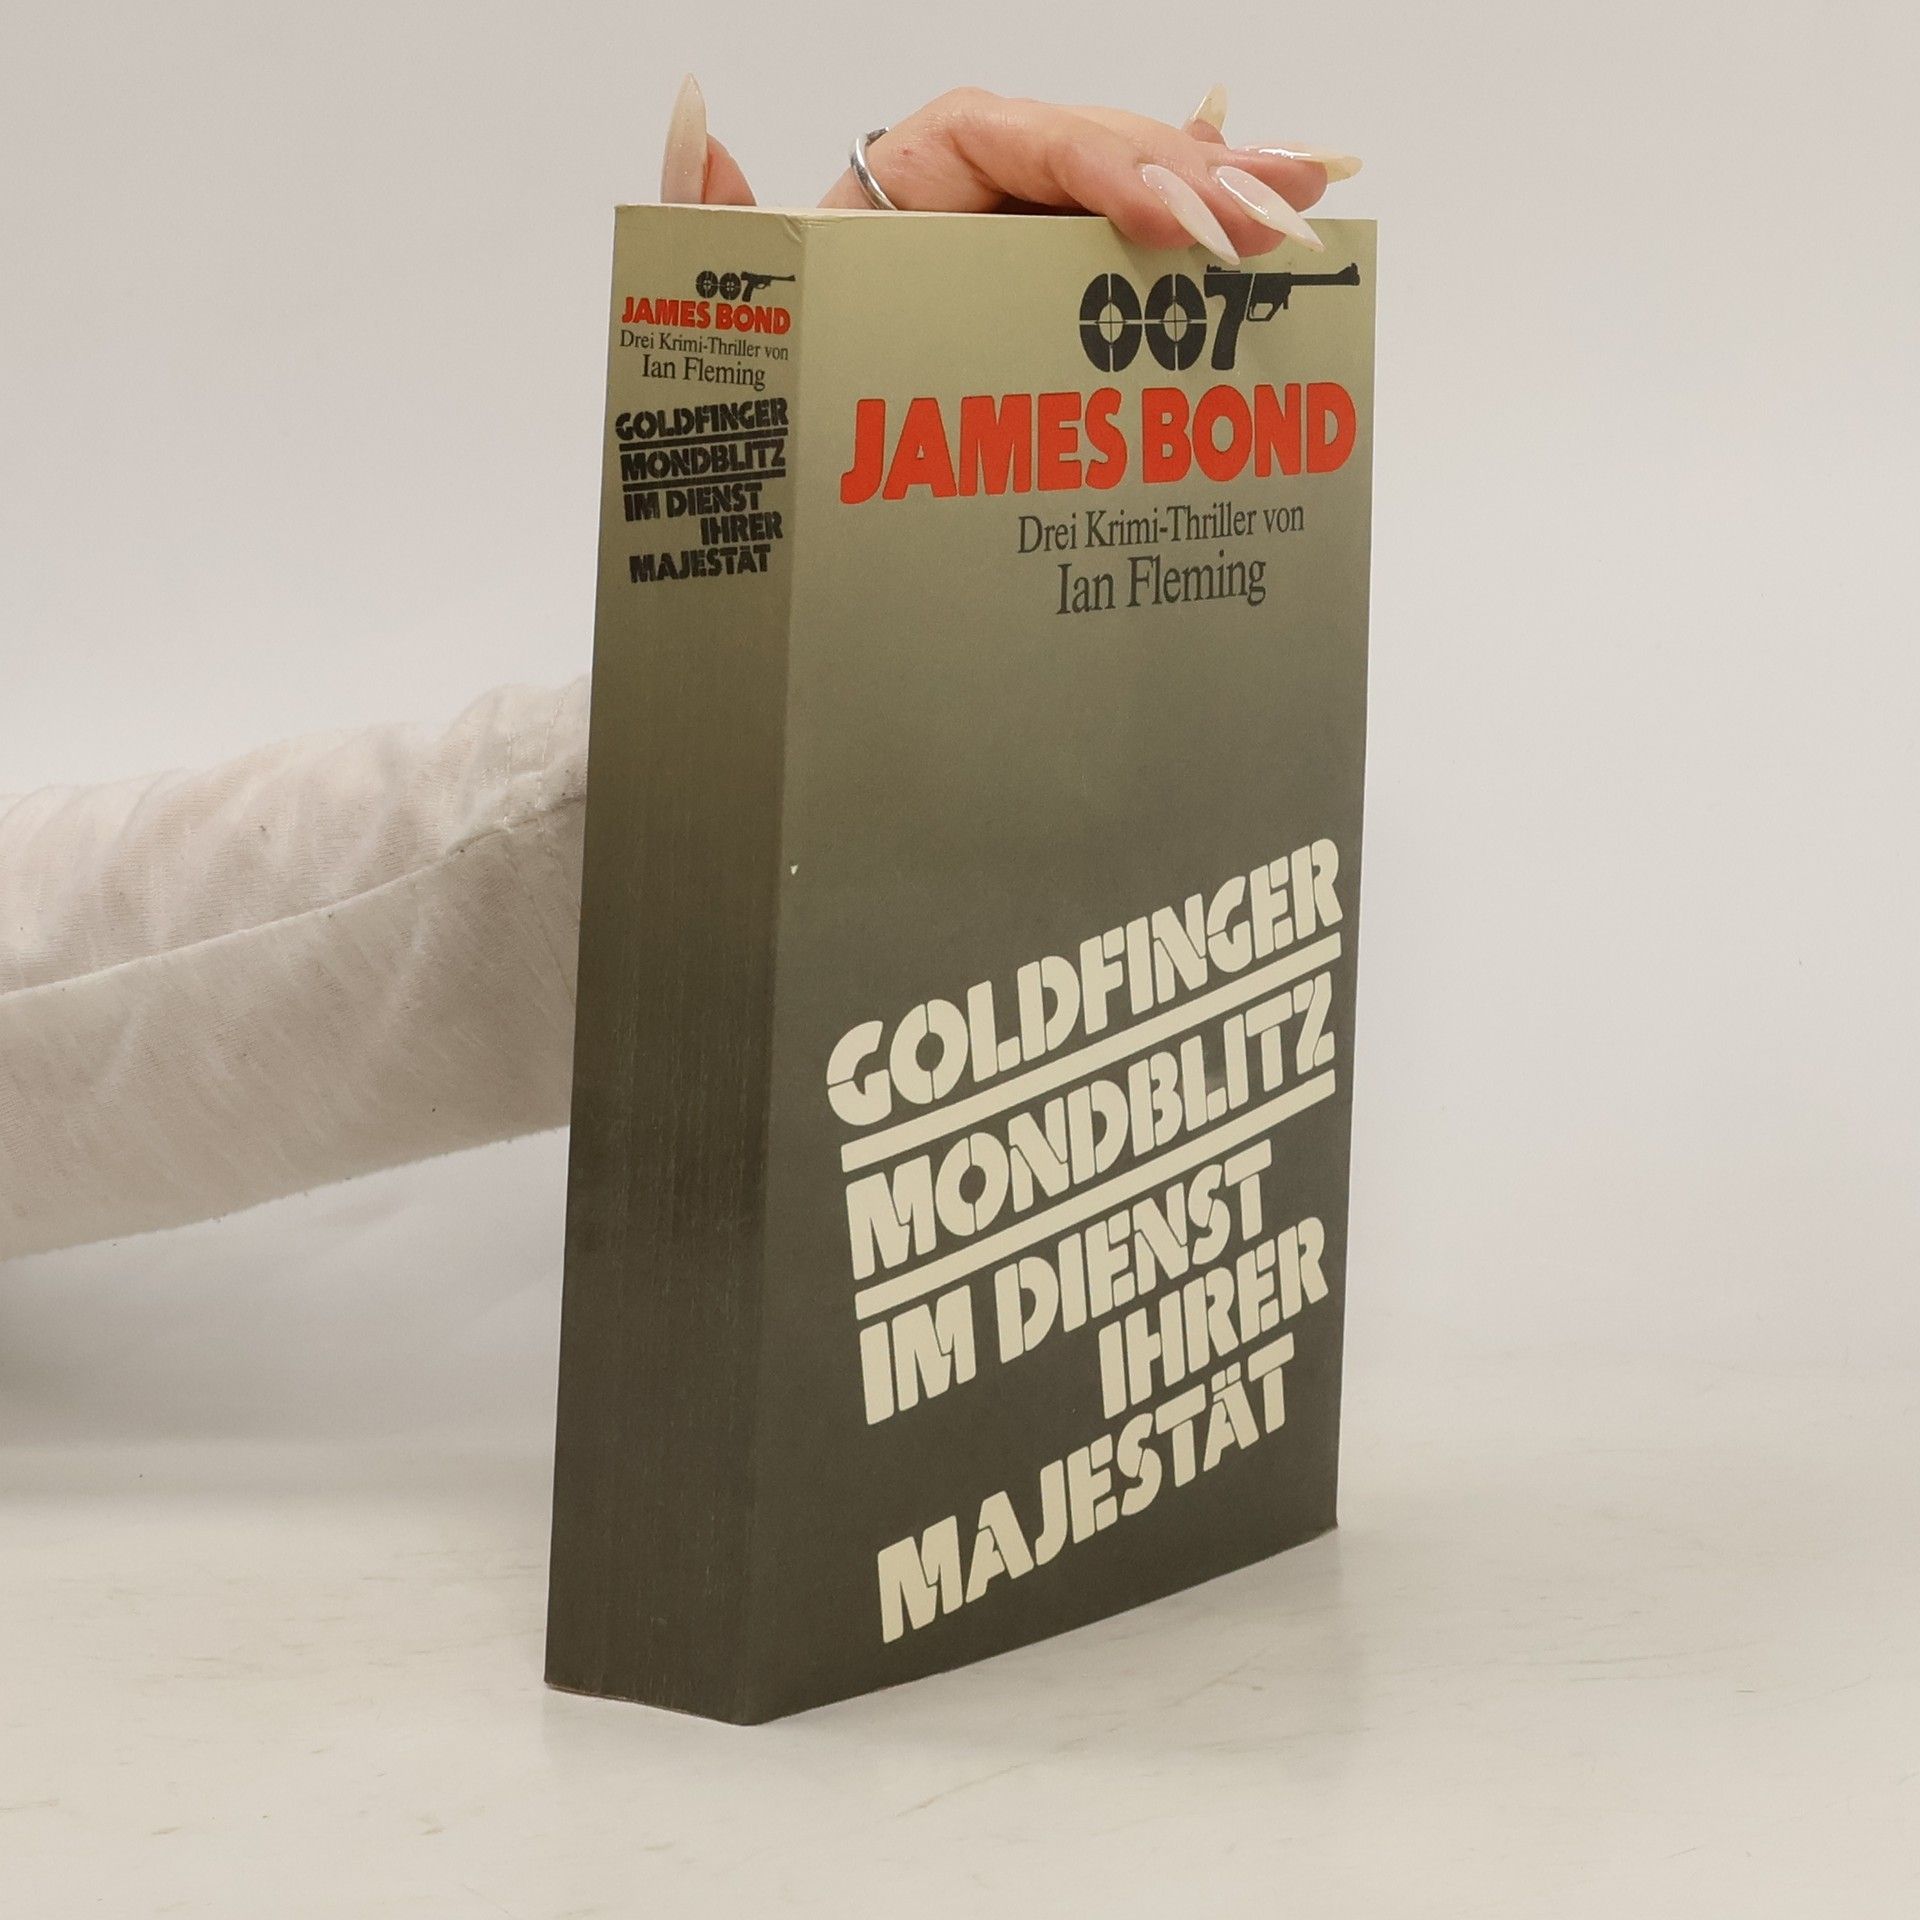 007
JAMES BOND
Drei Krimi-Thriller von
Ian Fleming
GOLDFINGER
MONDBLITZ
IM DIENST
IHRER
MAJESTÄT
007
JAMES BOND
Drei Krimi-Thriller von
Ian Fleming
GOLDFINGER
MONDBLITZ
IM DIENST
IHRER
MAJESTÄT